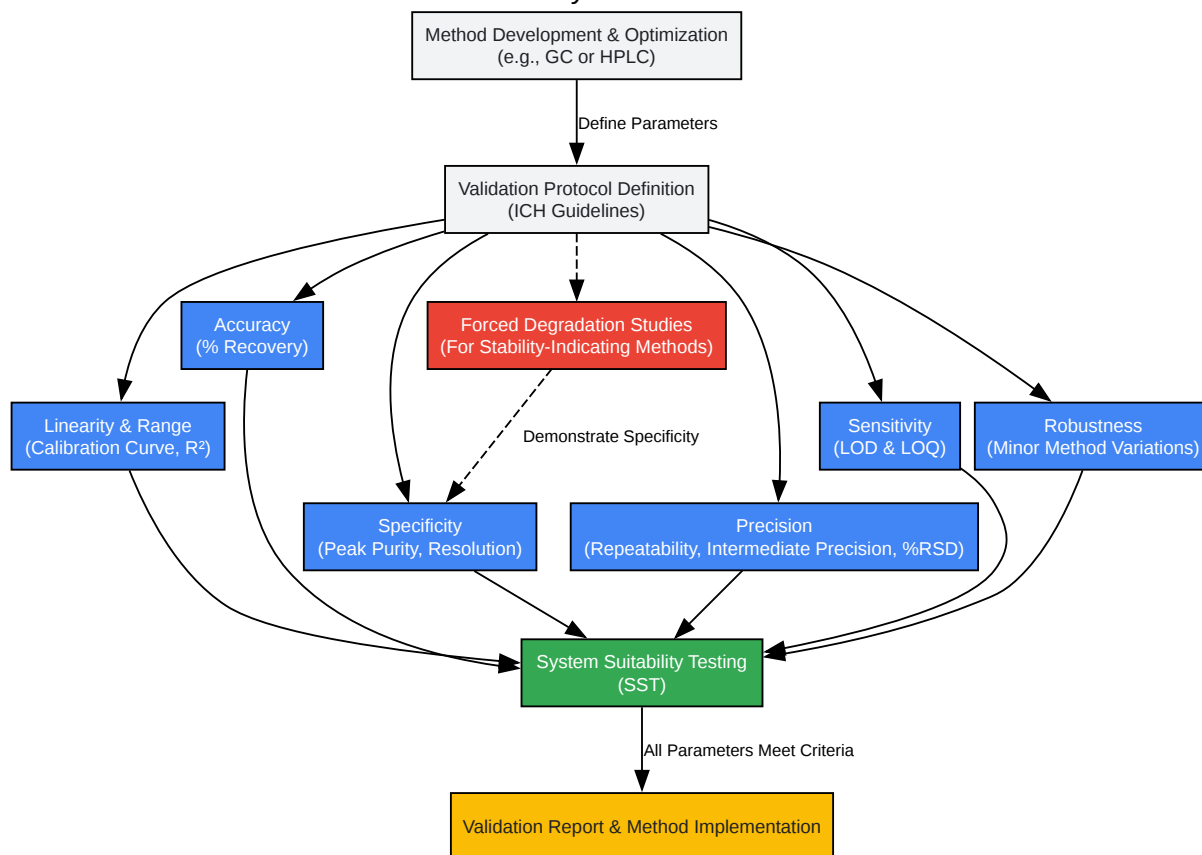 Method Development & Optimization
(e.g., GC or HPLC)
Define Parameters
Validation Protocol Definition
(ICH Guidelines)
Accuracy
(% Recovery)
Forced Degradation Studies
(For Stability-Indicating Methods)
Linearity & Range
(Calibration Curve, R²)
Demonstrate Specificity
Sensitivity
(LOD & LOQ)
Robustness
(Minor Method Variations)
Specificity
(Peak Purity, Resolution)
Precision
(Repeatability, Intermediate Precision, %RSD)
System Suitability Testing
(SST)
All Parameters Meet Criteria
Validation Report & Method Implementation